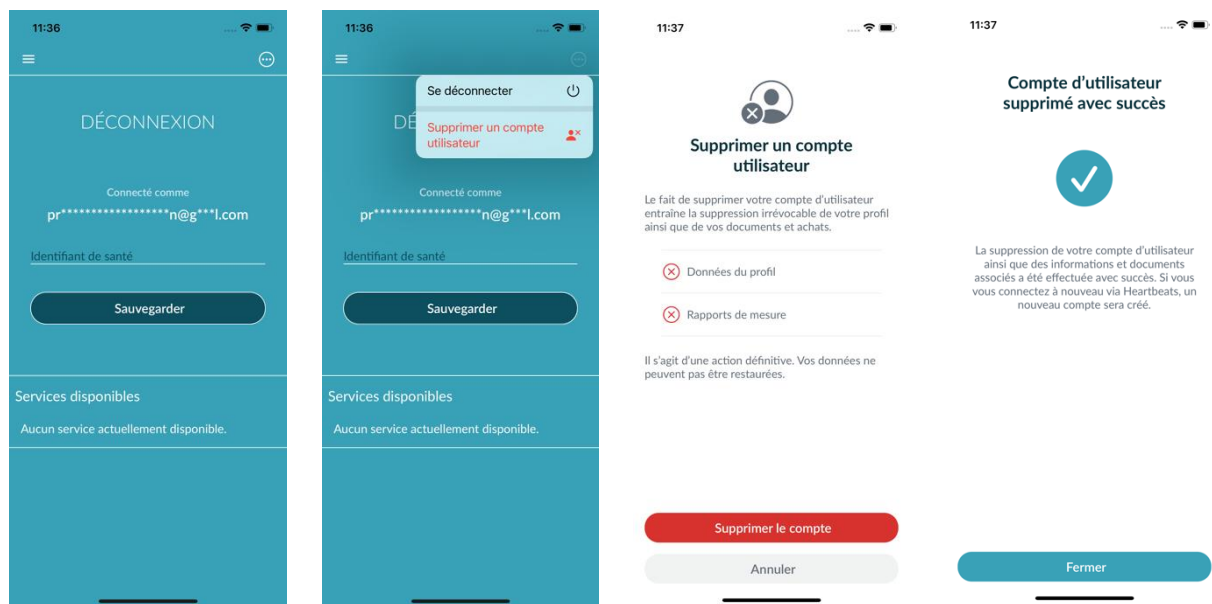 11:36
DÉCONNEXION
Connecté comme
pr******************n@g***l.com
Identifiant de santé
Sauvegarder
Services disponibles
Aucun service actuellement disponible.
11:36
Se déconnecter
Supprimer un compte
utilisateur
DÉ
Connecté comme
pr******************n@g***l.com
Identifiant de santé
Sauvegarder
Services disponibles
Aucun service actuellement disponible.
11:37
Supprimer un compte
utilisateur
Le fait de supprimer votre compte d'utilisateur
entraîne la suppression irrévocable de votre profil
ainsi que de vos documents et achats.
Données du profil
Rapports de mesure
Il s'agit d'une action définitive. Vos données ne
peuvent pas être restaurées.
Supprimer le compte
Annuler
11:37
Compte d'utilisateur
supprimé avec succès
La suppression de votre compte d'utilisateur
ainsi que des informations et documents
associés a été effectuée avec succès. Si vous
vous connectez à nouveau via Heartbeats, un
nouveau compte sera créé.
Fermer